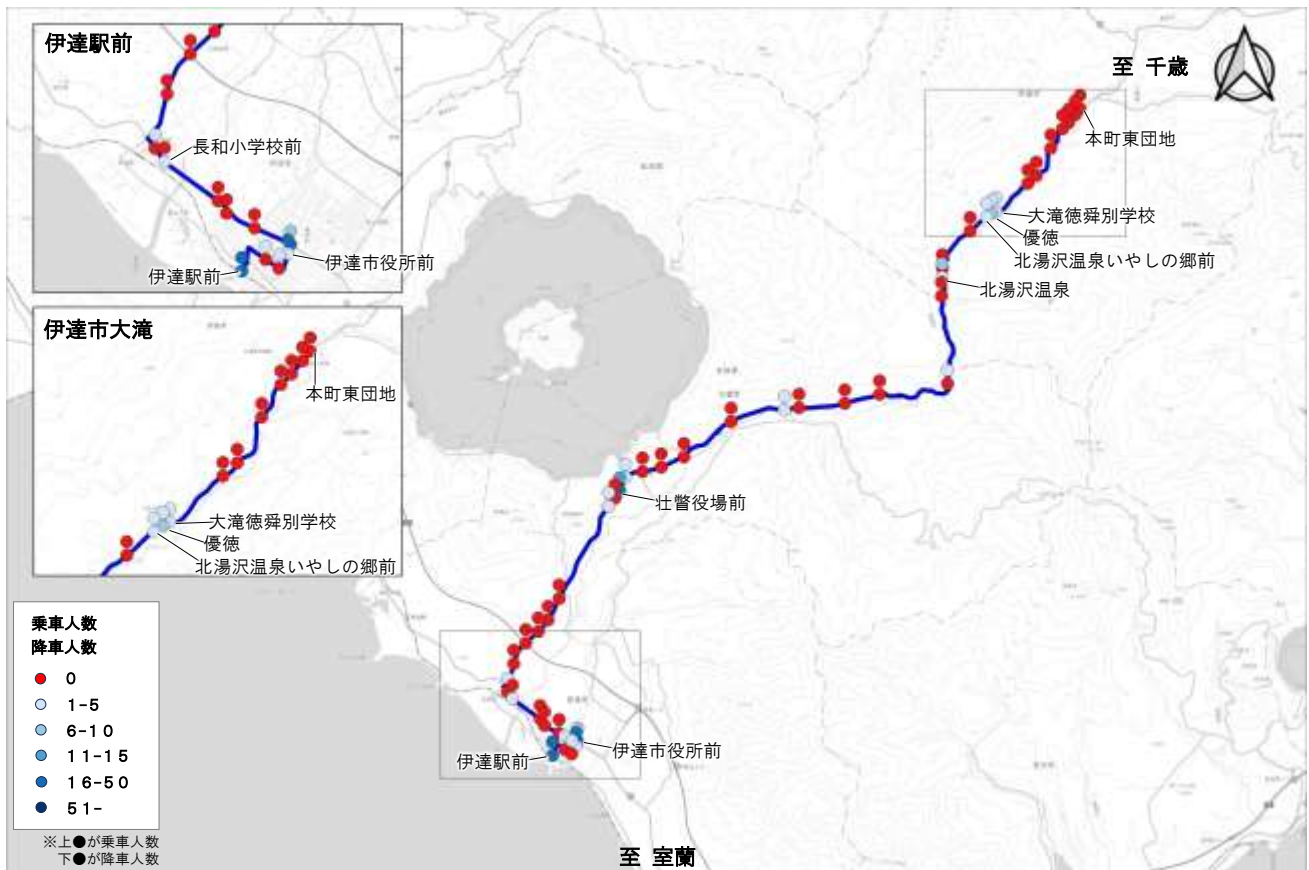 伊達駅前
長和小学校前
伊達市役所前
伊達駅前
伊達市大滝
本町東団地
大滝徳舜別学校
優徳
北湯沢温泉いやしの郷前
至 千歳
本町東団地
大滝徳舜別学校
優徳
北湯沢温泉いやしの郷前
北湯沢温泉
壮瞥役場前
伊達市役所前
伊達駅前
至 室蘭
乗車人数
降車人数
0
1-5
6-10
11-15
16-50
51-
※上●が乗車人数
下●が降車人数